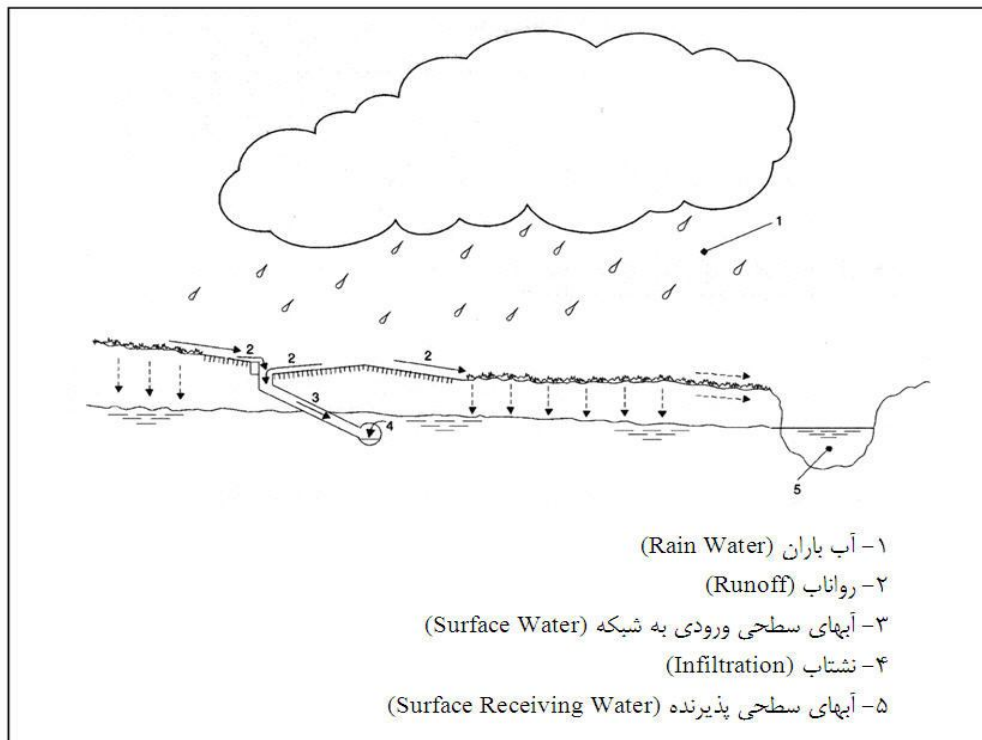 1
2
2
2
3
4
5
۱- آب باران (Rain Water)
۲- رواناب (Runoff)
۳- آبهای سطحی ورودی به شبکه (Surface Water)
۴- نشتاب (Infiltration)
۵- آبهای سطحی پذیرنده (Surface Receiving Water)